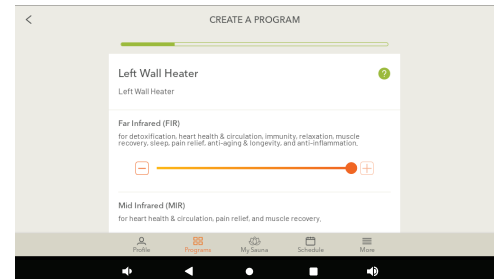 CREATE A PROGRAM
Left Wall Heater
?
Left Wall Heater
Far Infrared (FIR)
for detoxification, heart health & circulation, immunity, relaxation, muscle
recovery, sleep, pain relief, anti-aging & longevity, and anti-inflammation.
Mid Infrared (MIR)
for heart health & circulation, pain relief, and muscle recovery.
Profile
Programs
My Sauna
Schedule
More